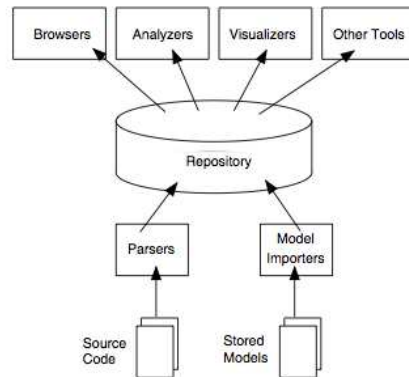 Browsers
Analyzers
Visualizers
Other Tools
Repository
Parsers
Model
Importers
Source
Code
Stored
Models